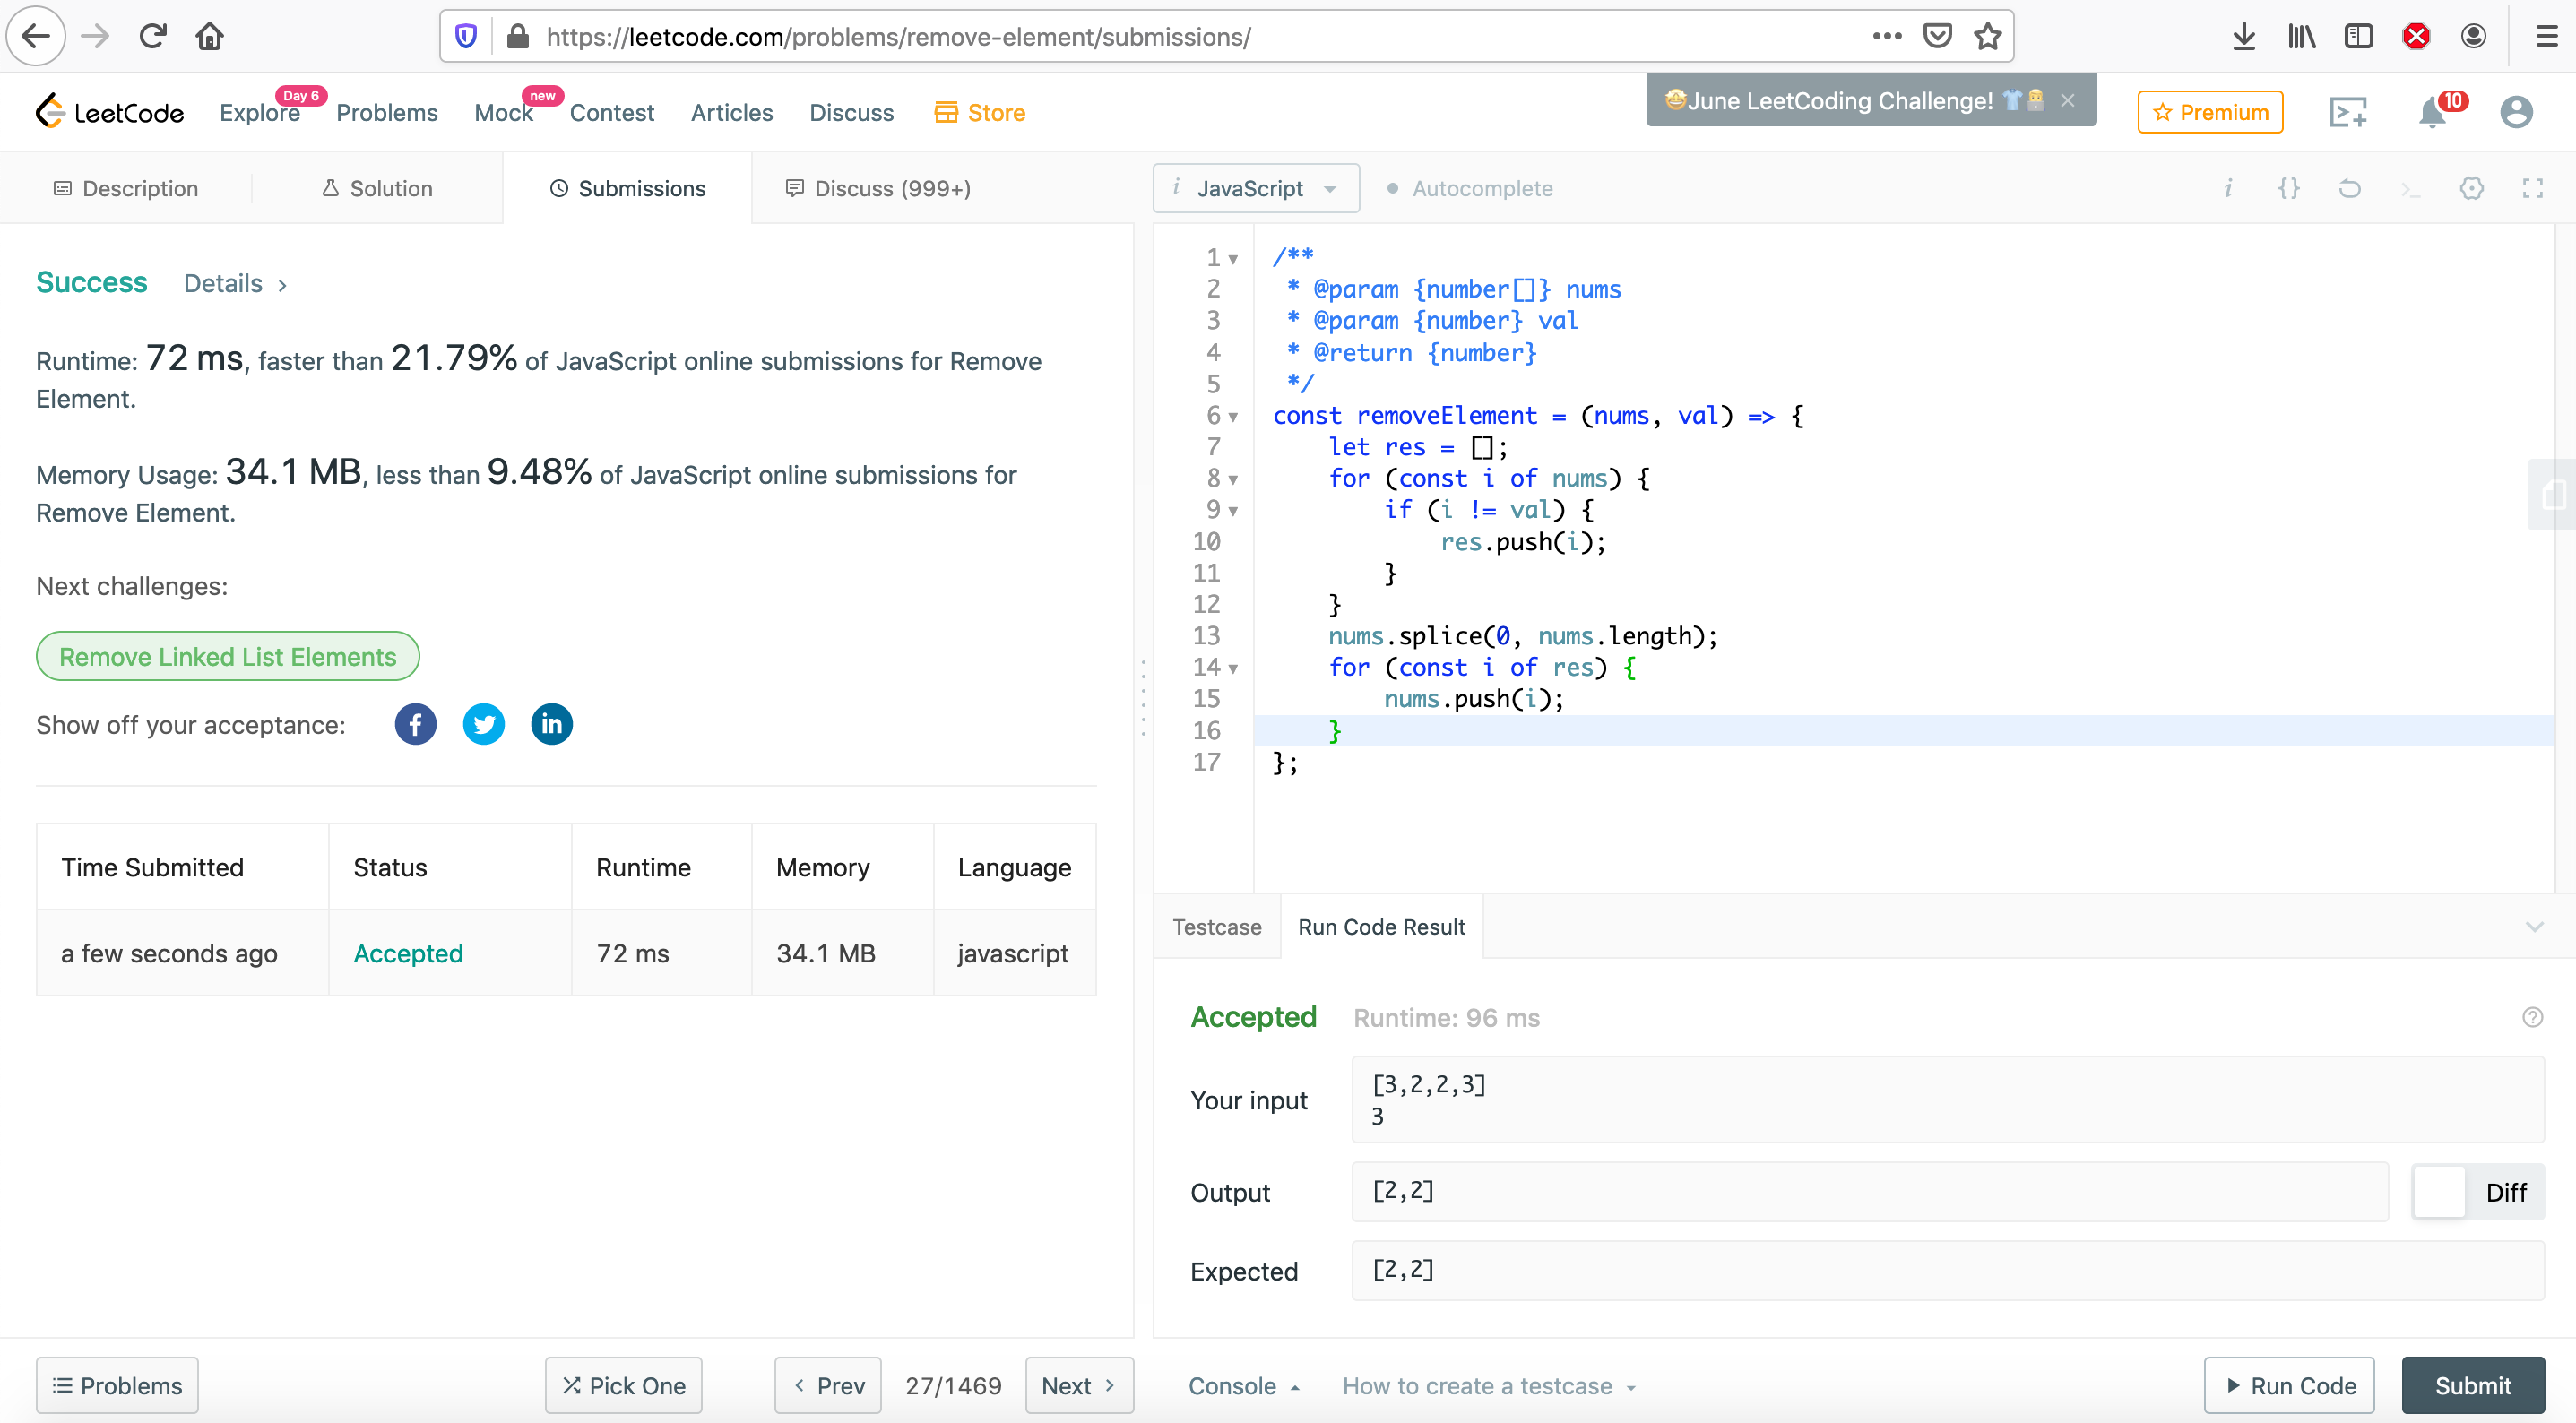 https://leetcode.com/problems/remove-element/submissions/
LeetCode
Explore
Day 6
Problems
Mock
new
Contest
Articles
Discuss
Store
🤩June LeetCoding Challenge! 👕
Premium
10
Description
Solution
Submissions
Discuss (999+)
i JavaScript
Autocomplete
Success Details >
Runtime: 72 ms, faster than 21.79% of JavaScript online submissions for Remove
Element.
Memory Usage: 34.1 MB, less than 9.48% of JavaScript online submissions for
Remove Element.
Next challenges:
Remove Linked List Elements
Show off your acceptance:
Time Submitted Status Runtime Memory Language
a few seconds ago Accepted 72 ms 34.1 MB javascript
1 /**
2  * @param {number[]} nums
3  * @param {number} val
4  * @return {number}
5  */
6 const removeElement = (nums, val) => {
7     let res = [];
8     for (const i of nums) {
9         if (i != val) {
10             res.push(i);
11         }
12     }
13     nums.splice(0, nums.length);
14     for (const i of res) {
15         nums.push(i);
16     }
17 };
Testcase
Run Code Result
Accepted Runtime: 96 ms
Your input
[3,2,2,3]
3
Output
[2,2]
Diff
Expected
[2,2]
Problems
Pick One
Prev
27/1469
Next
Console
How to create a testcase
Run Code
Submit